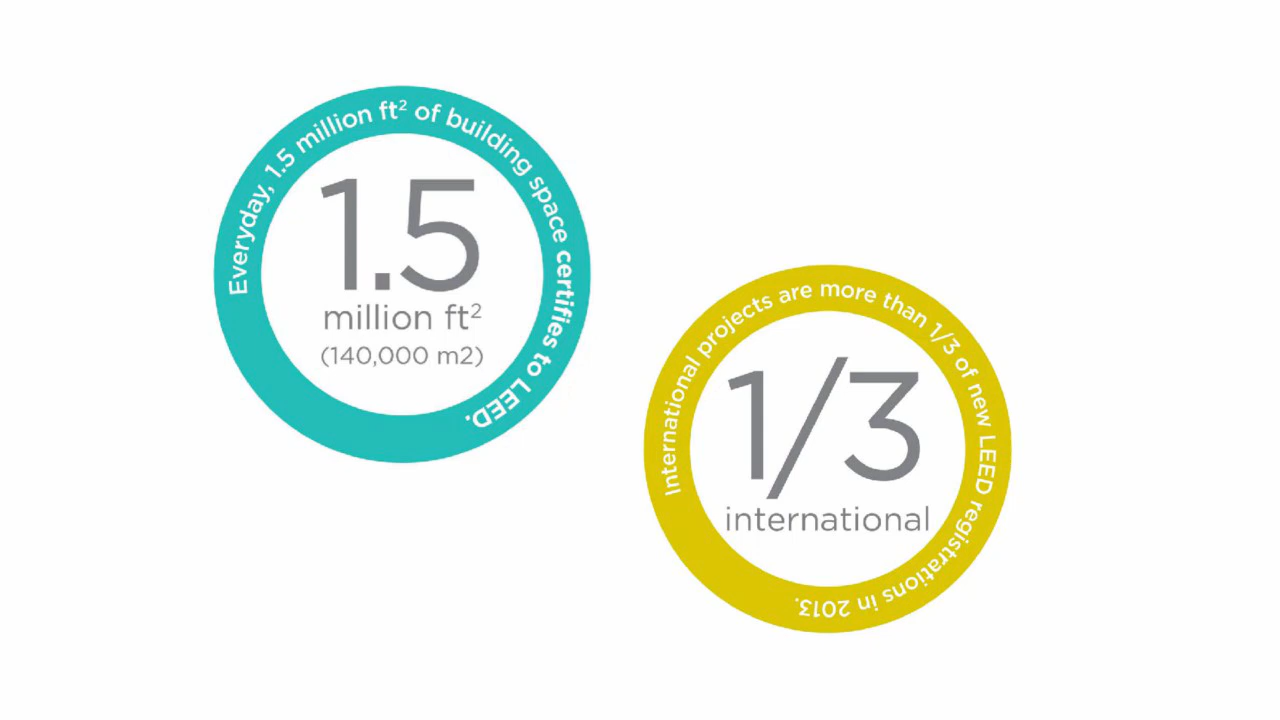 Everyday, 1.5 million ft² of building space certifies to LEED.
1.5
million ft²
(140,000 m2)
International projects are more than 1/3 of new LEED registrations in 2013.
1/3
international